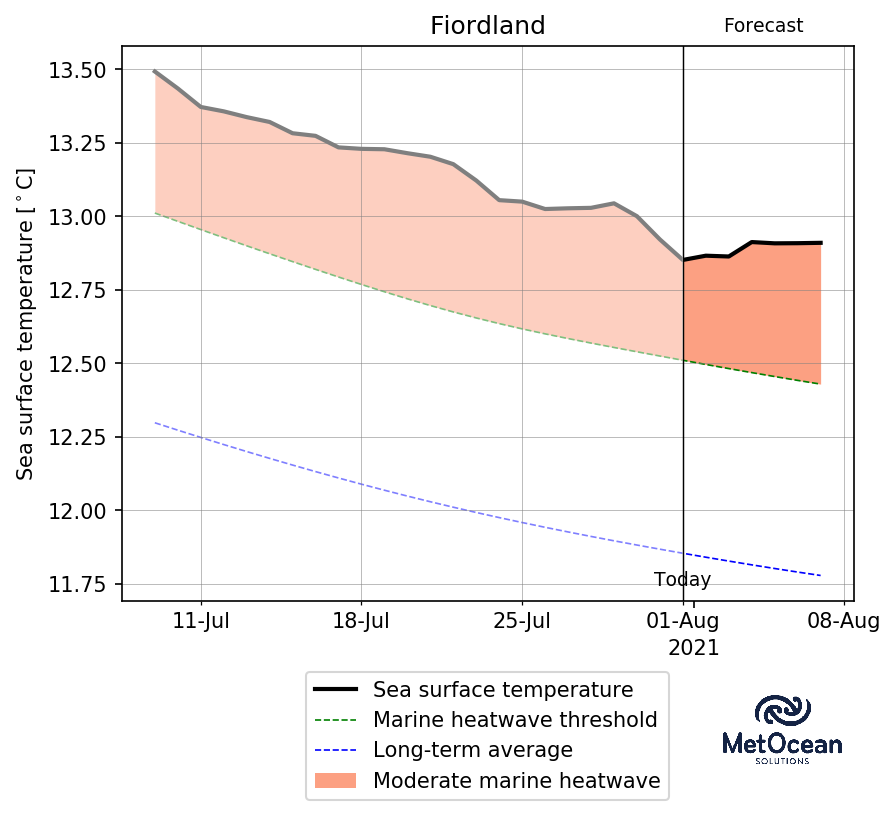 Fiordland
Forecast
Sea surface temperature [°C]
13.50
13.25
13.00
12.75
12.50
12.25
12.00
11.75
Today
11-Jul 18-Jul 25-Jul 01-Aug 08-Aug
2021
Sea surface temperature
Marine heatwave threshold
Long-term average
Moderate marine heatwave
MetOcean
SOLUTIONS